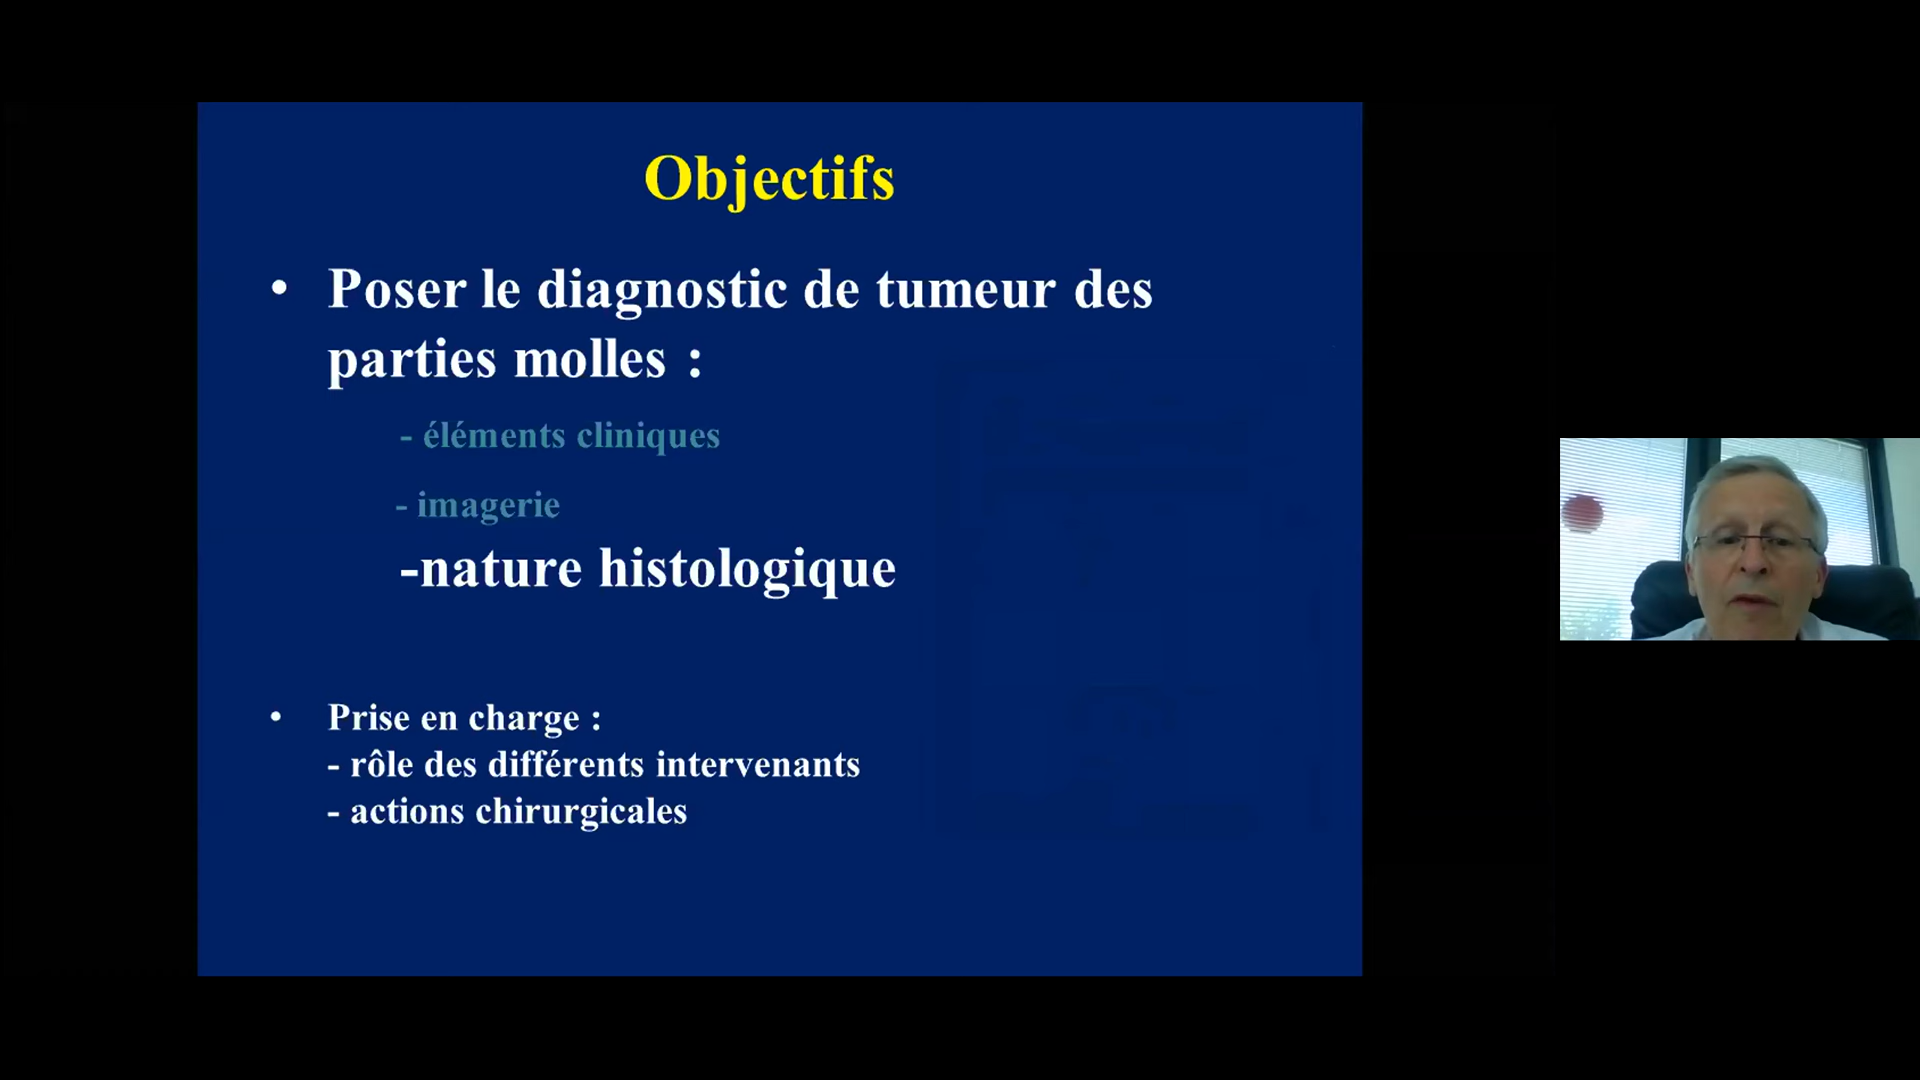 Objectifs
• Poser le diagnostic de tumeur des
parties molles :
- éléments cliniques
- imagerie
-nature histologique
• Prise en charge :
- rôle des différents intervenants
- actions chirurgicales